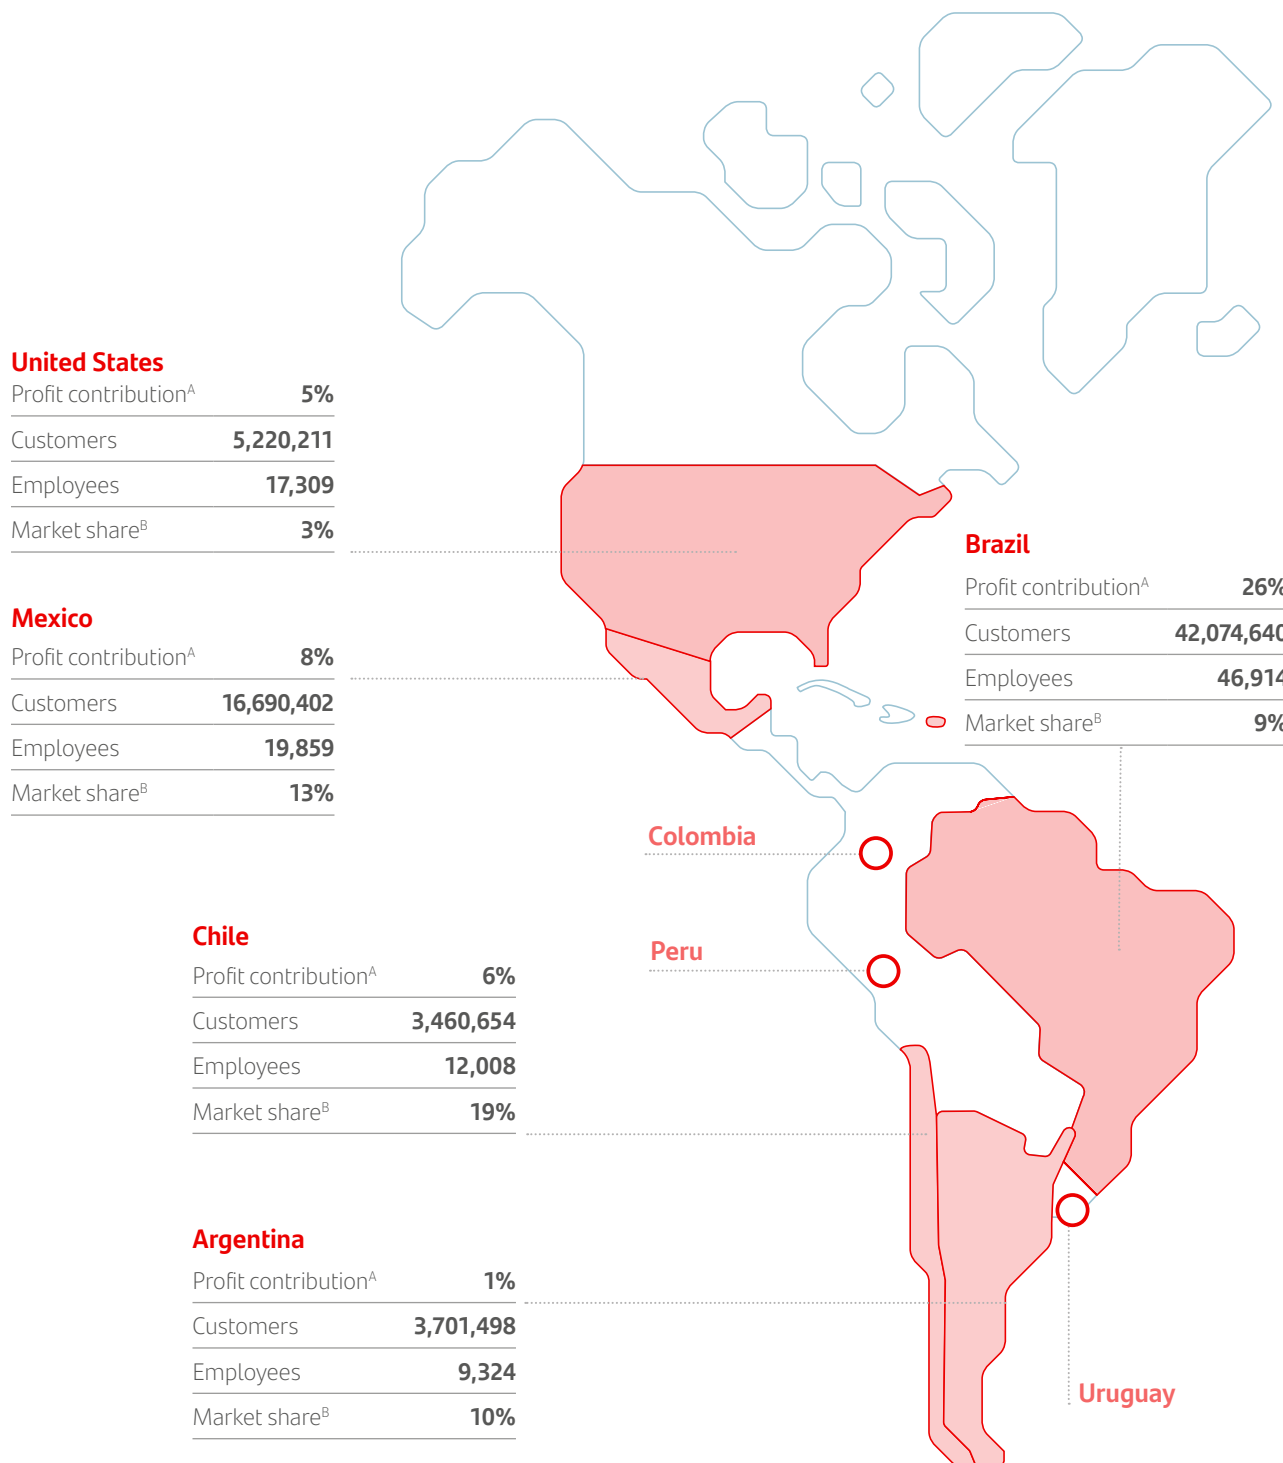 United States
Profit contributionA 5%
Customers 5,220,211
Employees 17,309
Market shareB 3%
Mexico
Profit contributionA 8%
Customers 16,690,402
Employees 19,859
Market shareB 13%
Brazil
Profit contributionA 26%
Customers 42,074,640
Employees 46,914
Market shareB 9%
Colombia
Peru
Chile
Profit contributionA 6%
Customers 3,460,654
Employees 12,008
Market shareB 19%
Argentina
Profit contributionA 1%
Customers 3,701,498
Employees 9,324
Market shareB 10%
Uruguay